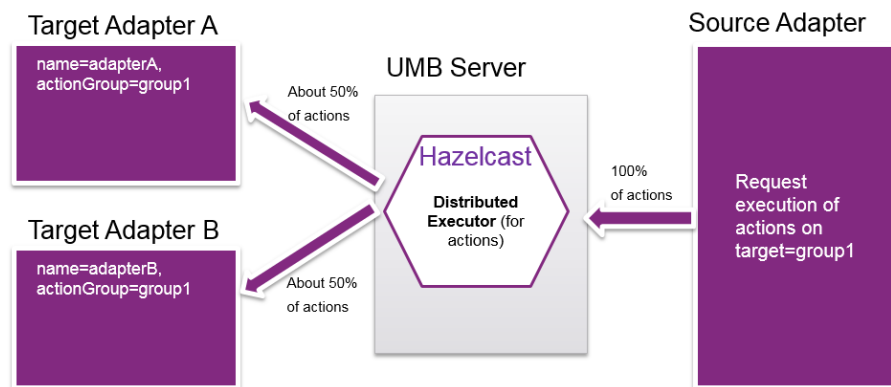 Target Adapter A
name=adapterA,
actionGroup=group1
About 50%
of actions
Target Adapter B
name=adapterB,
actionGroup=group1
About 50%
of actions
UMB Server
Hazelcast
Distributed
Executor (for
actions)
100%
of actions
Source Adapter
Request
execution of
actions on
target=group1